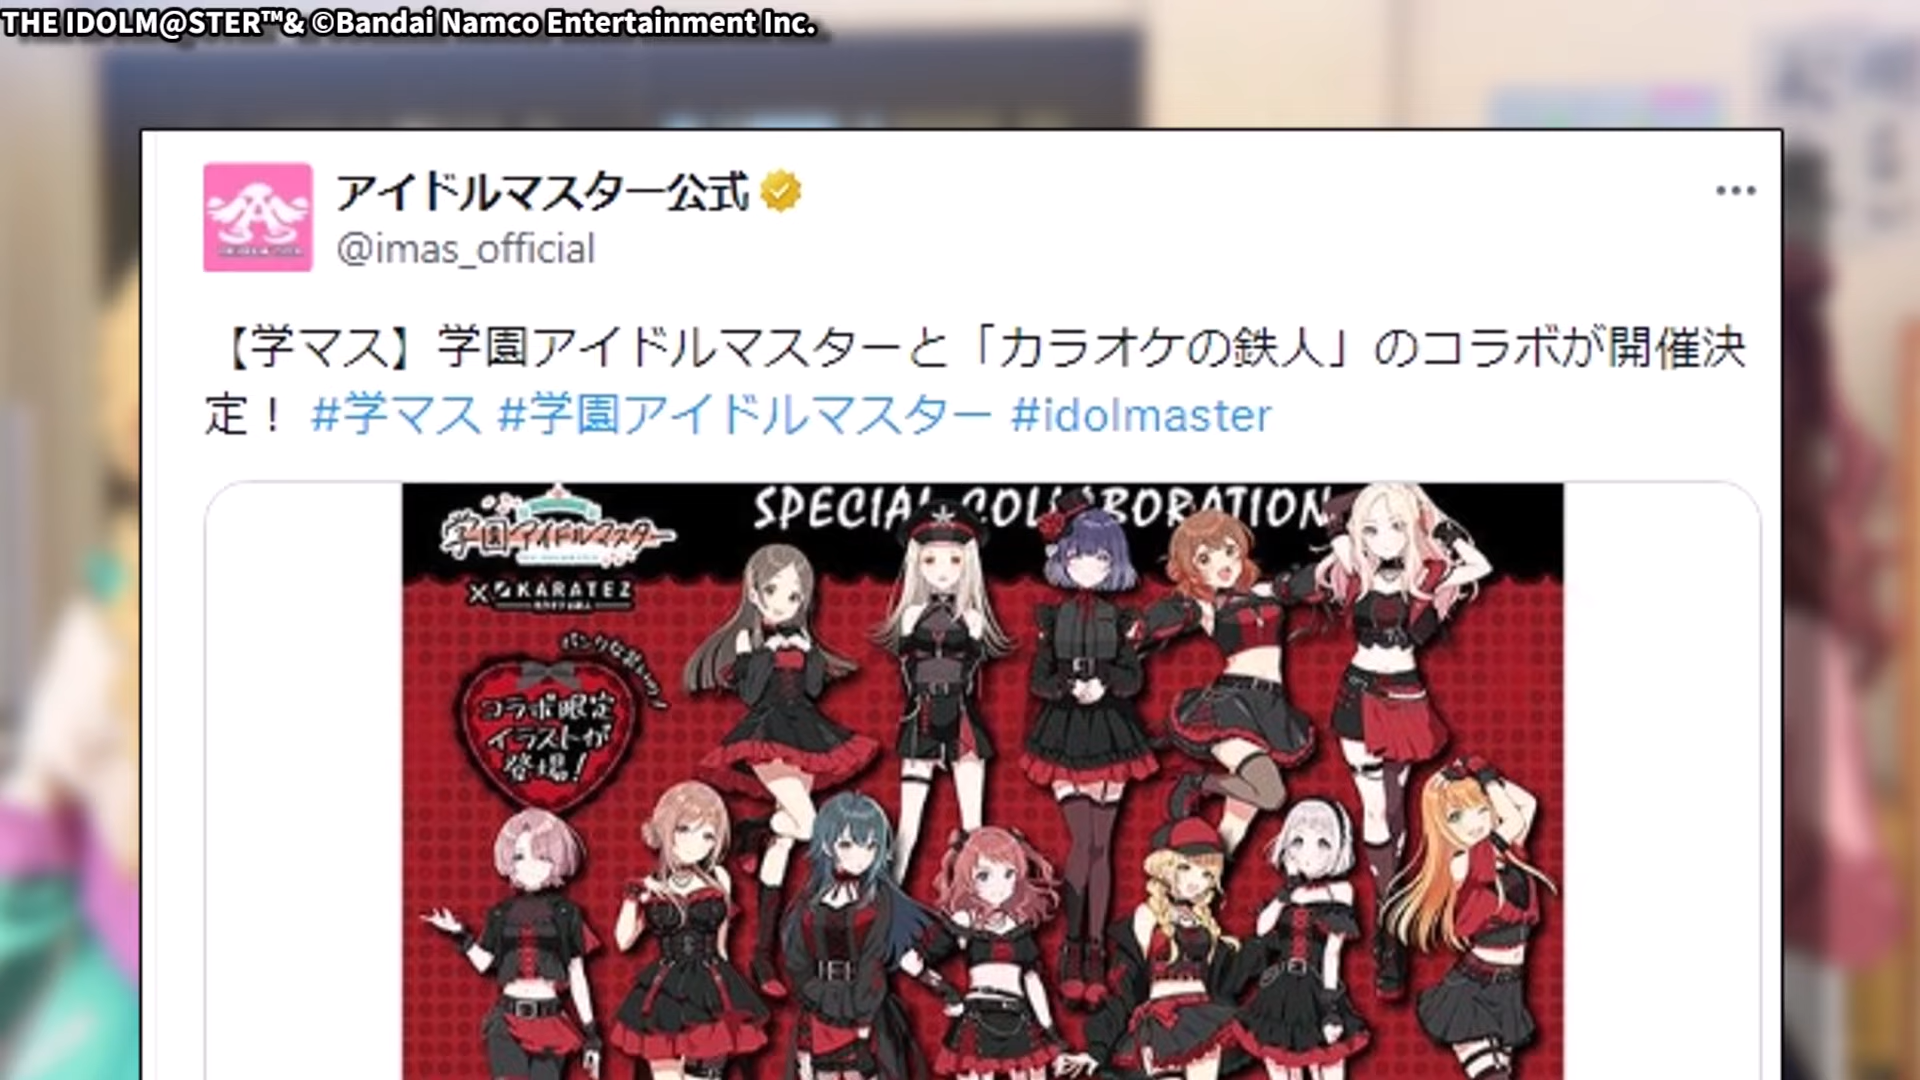 THE IDOLM@STER™& ©Bandai Namco Entertainment Inc.
アイドルマスター公式
@imas_official
【学マス】学園アイドルマスターと「カラオケの鉄人」のコラボが開催決
定！ #学マス #学園アイドルマスター #idolmaster
SPECIAL COLLABORATION
学園アイドルマスター
×KARATEZ
コラボ限定
イラストが
登場!